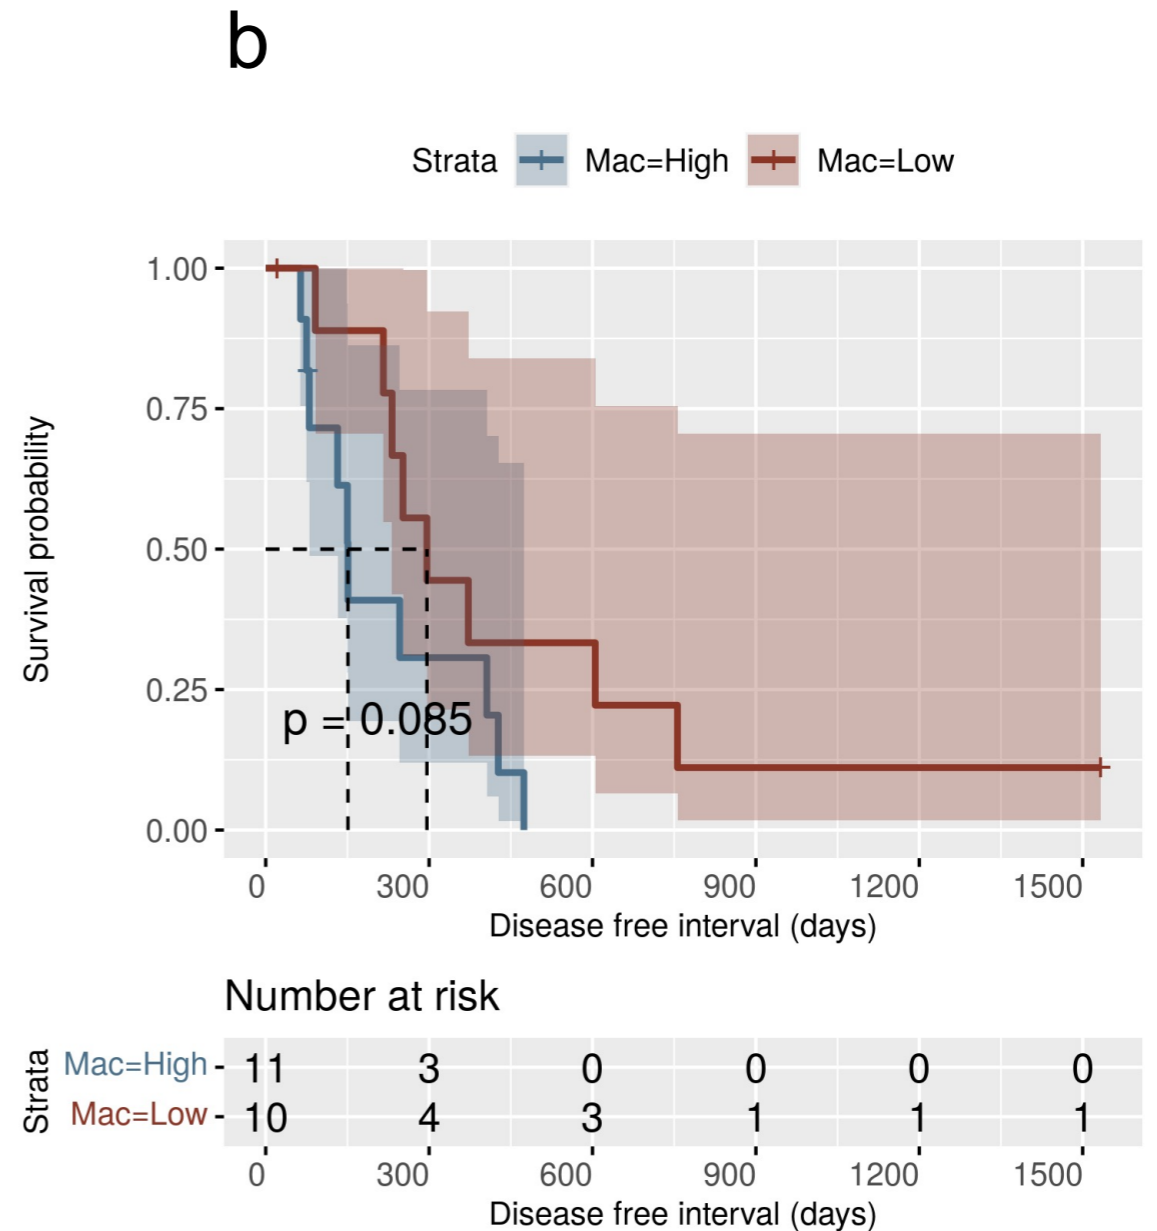 b
Strata Mac=High Mac=Low
Survival probability
1.00
0.75
0.50
0.25
0.00
p = 0.085
0 300 600 900 1200 1500
Disease free interval (days)
Number at risk
Strata
Mac=High 11 3 0 0 0 0
Mac=Low 10 4 3 1 1 1
0 300 600 900 1200 1500
Disease free interval (days)